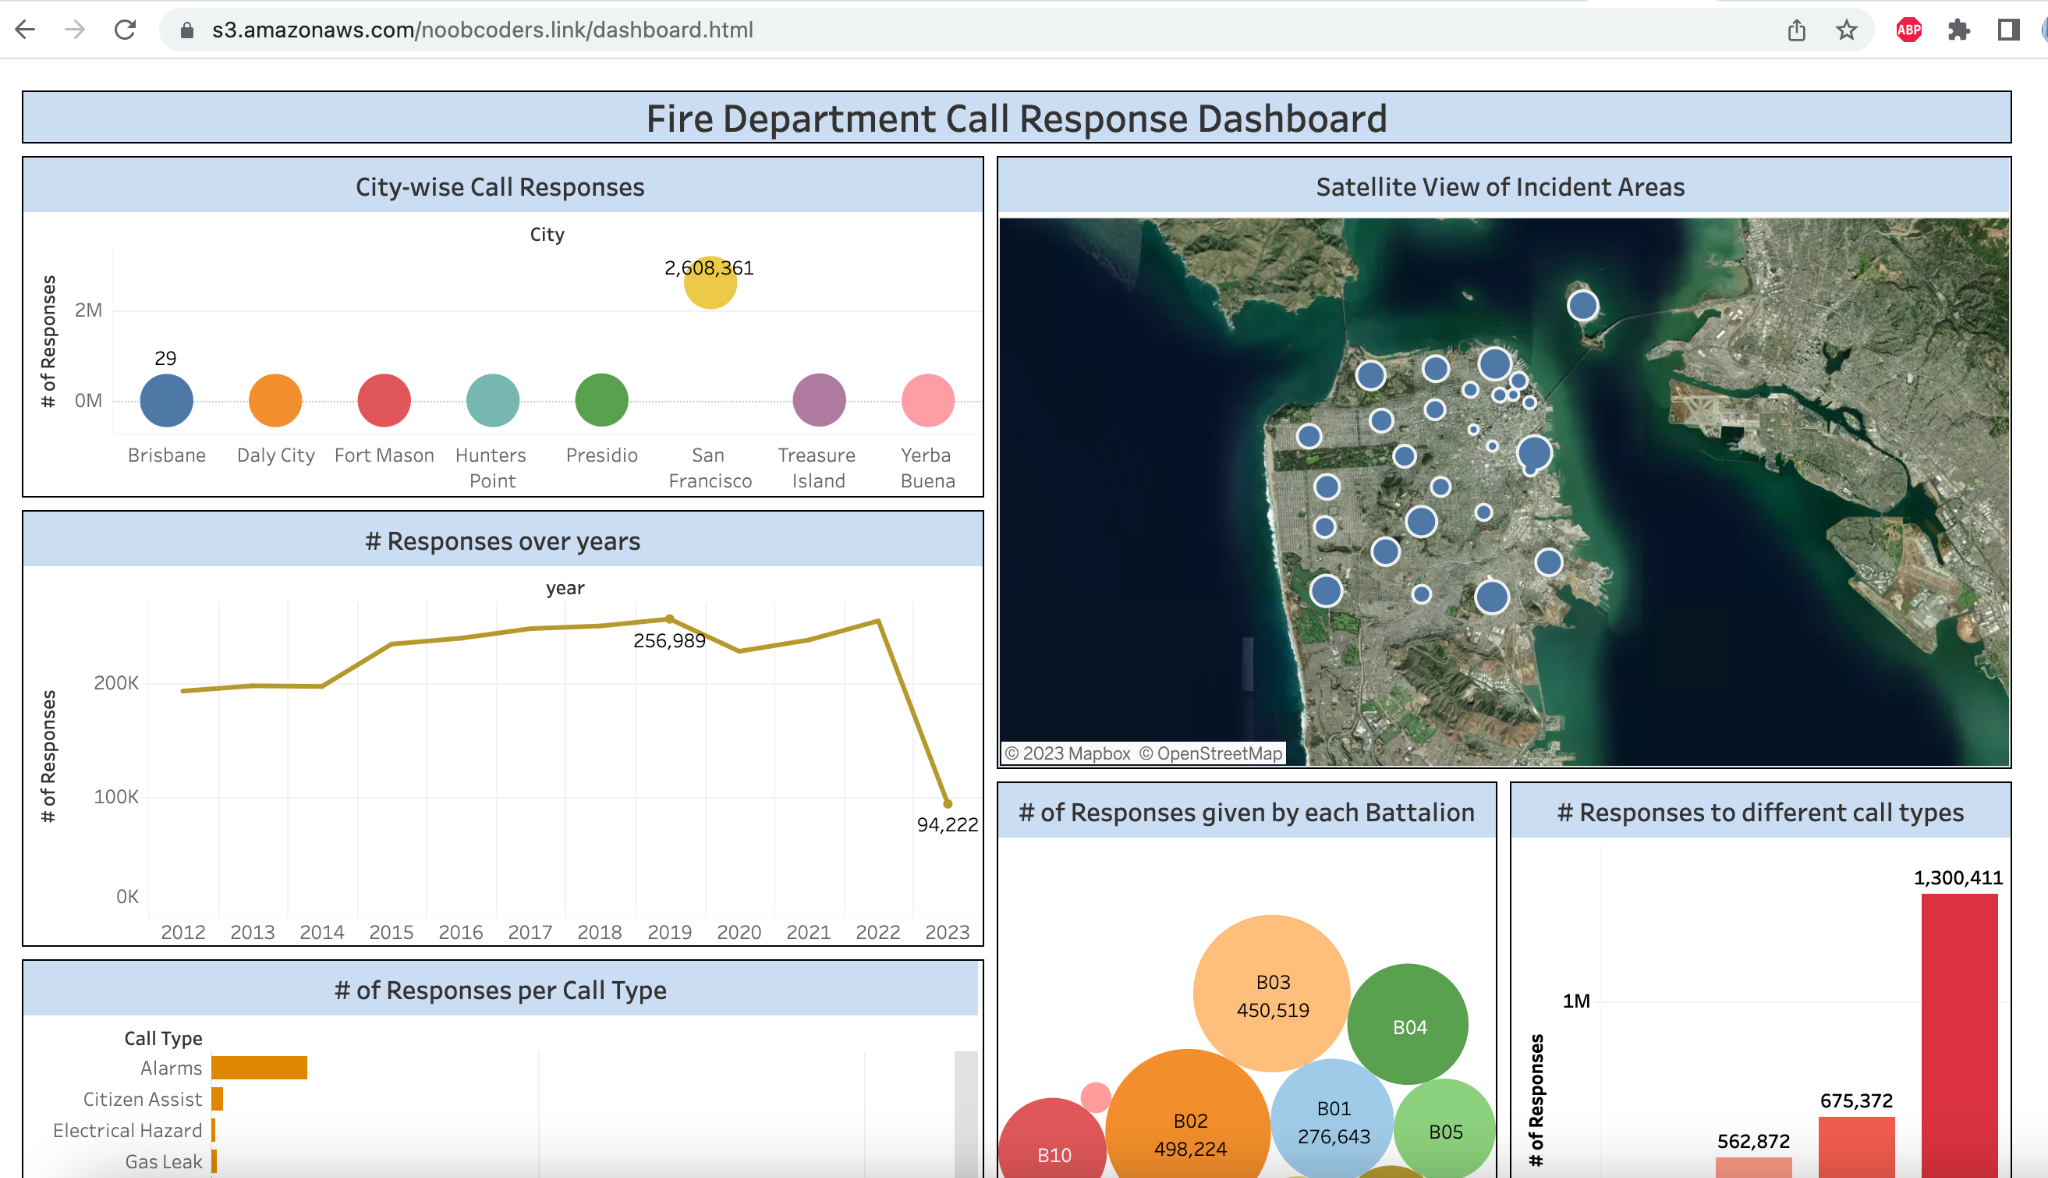 s3.amazonaws.com/noobcoders.link/dashboard.html
ABP
Fire Department Call Response Dashboard
City-wise Call Responses
City
# of Responses
2M
0M
2,608,361
29
Brisbane
Daly City
Fort Mason
Hunters
Point
Presidio
San
Francisco
Treasure
Island
Yerba
Buena
Satellite View of Incident Areas
© 2023 Mapbox © OpenStreetMap
# Responses over years
year
# of Responses
200K
100K
0K
256,989
94,222
2012 2013 2014 2015 2016 2017 2018 2019 2020 2021 2022 2023
# of Responses per Call Type
Call Type
Alarms
Citizen Assist
Electrical Hazard
Gas Leak
# of Responses given by each Battalion
B03
450,519
B04
B02
498,224
B01
276,643
B05
B10
# Responses to different call types
# of Responses
1M
1,300,411
675,372
562,872